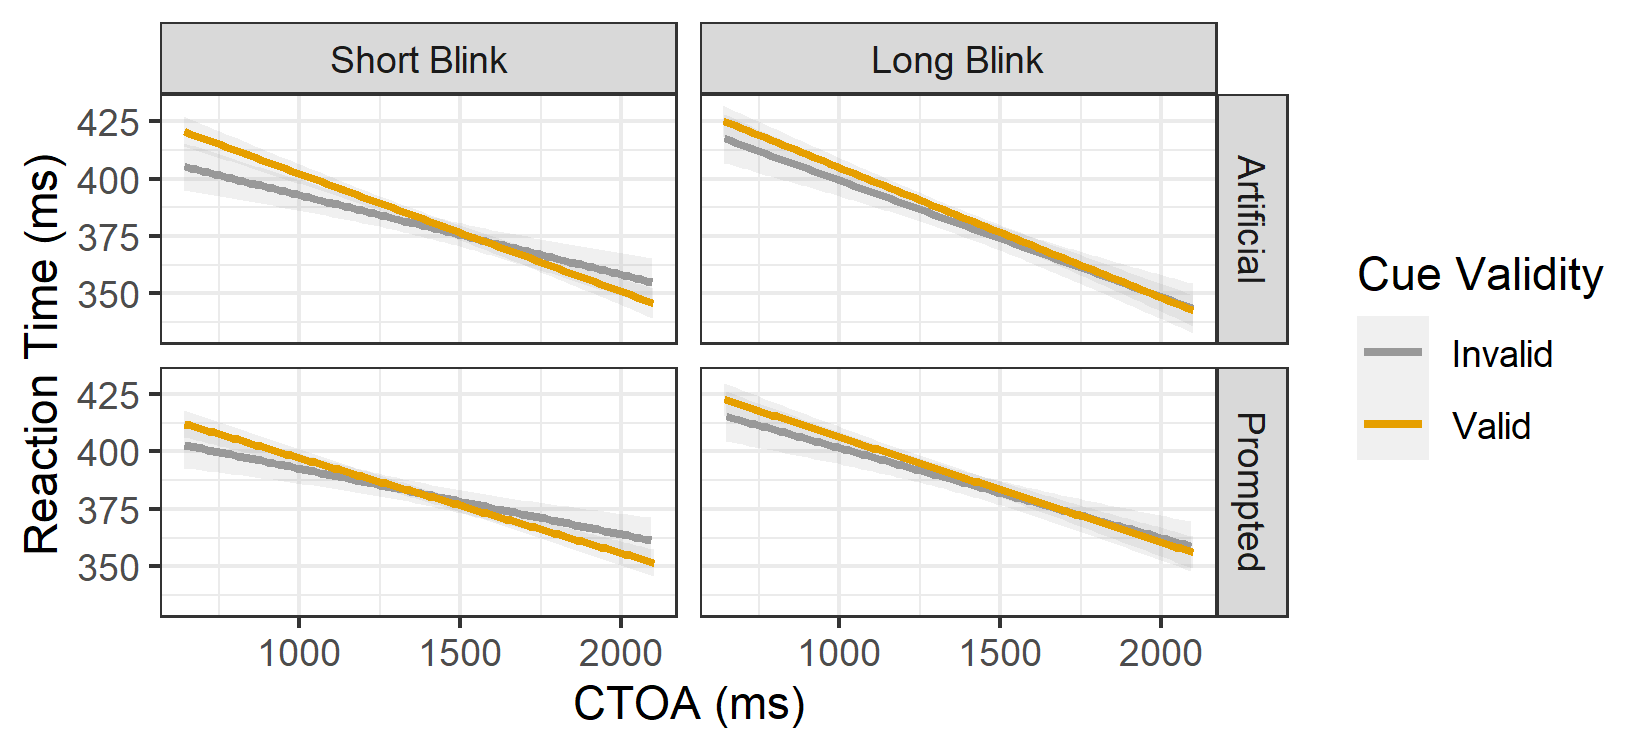 Short Blink
Long Blink
425
400
375
350
Artificial
425
400
375
350
Prompted
1000
1500
2000
1000
1500
2000
CTOA (ms)
Reaction Time (ms)
Cue Validity
Invalid
Valid